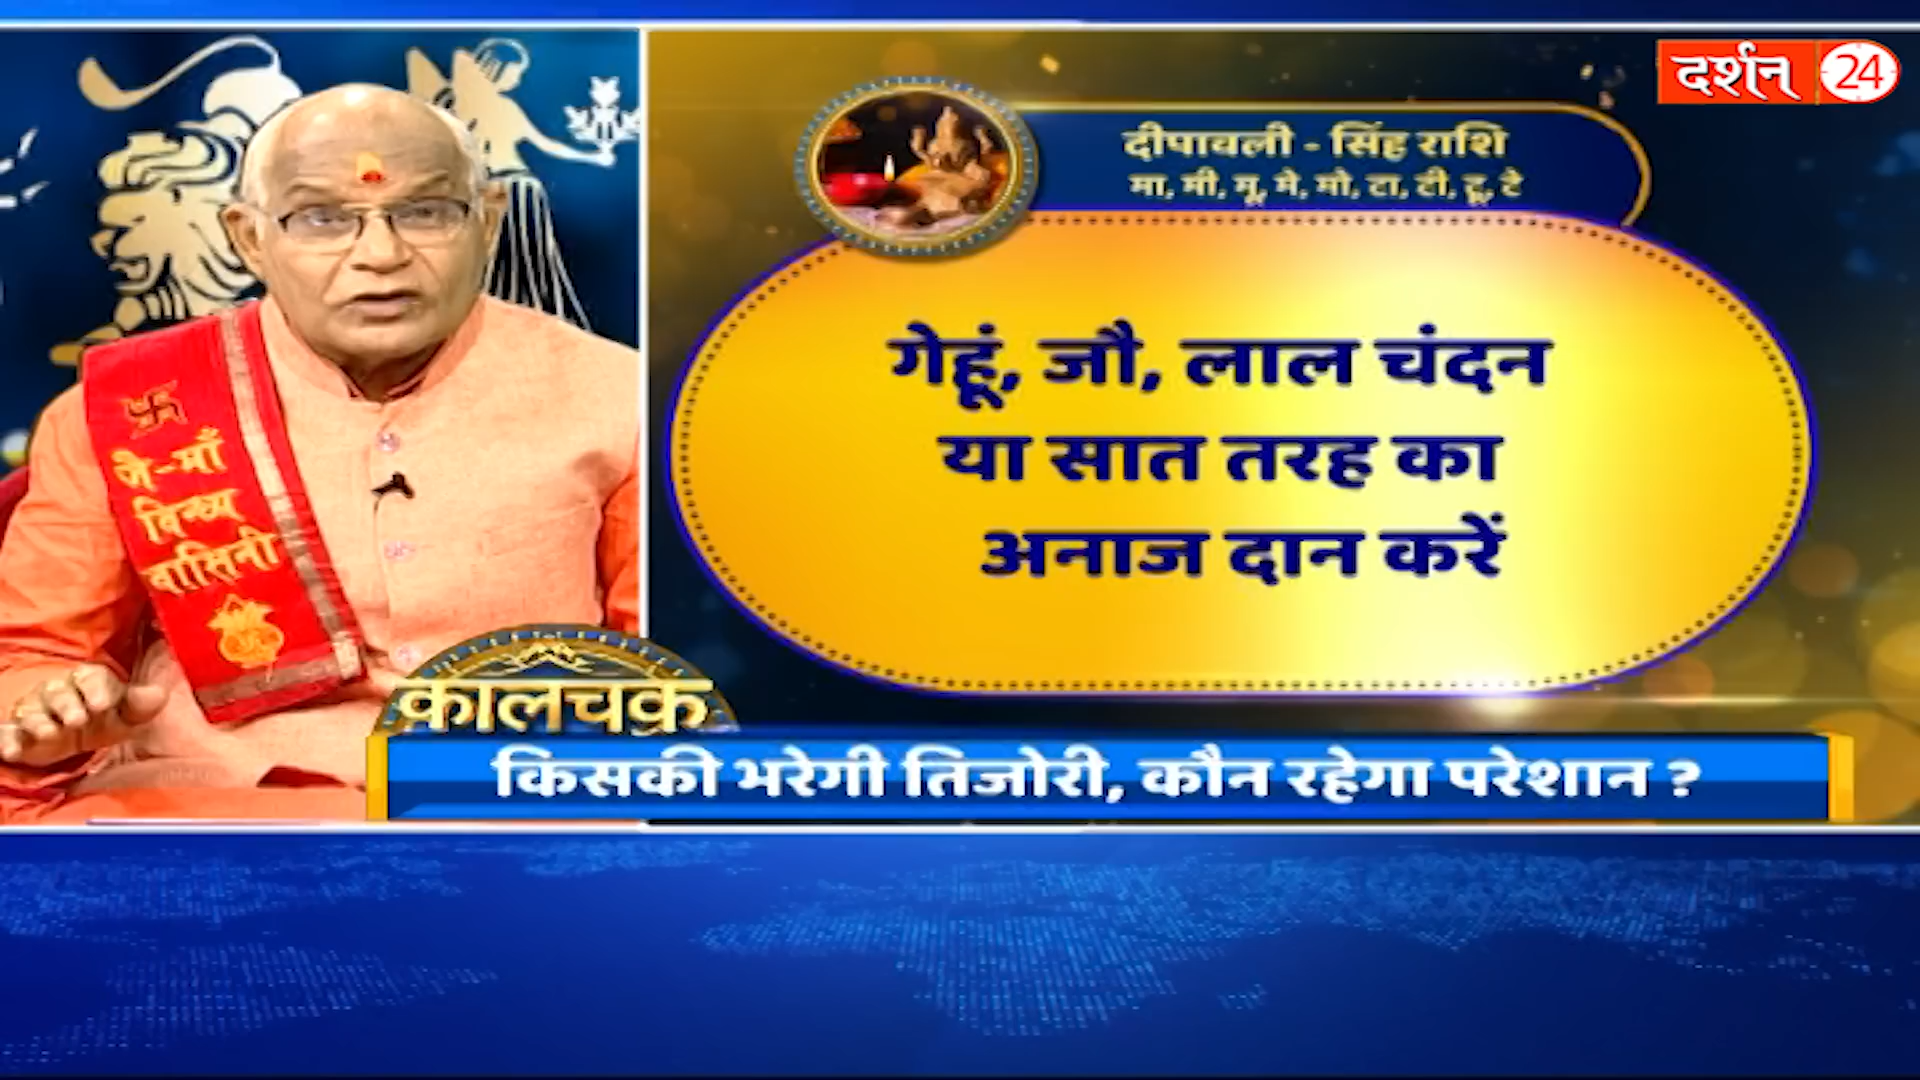 दर्शन 24
दीपावली - सिंह राशि
मा, मी, मू, मे, मो, टा, टी, टू, टे
गेहूं, जौ, लाल चंदन
या सात तरह का
अनाज दान करें
जै-माँ
विन्ध्य
वासिनी
कालचक्र
किसकी भरेगी तिजोरी, कौन रहेगा परेशान ?